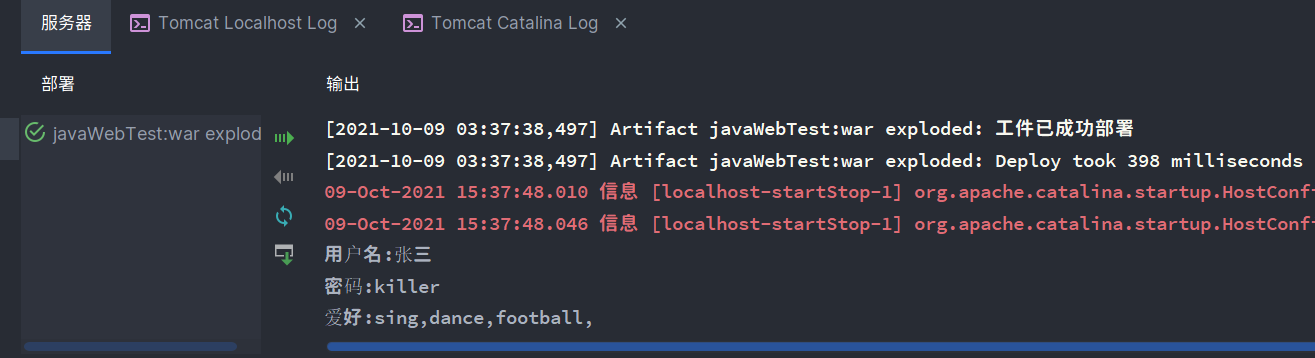 服务器 Tomcat Localhost Log × Tomcat Catalina Log ×
部署 输出
javaWebTest:war explod
[2021-10-09 03:37:38,497] Artifact javaWebTest:war exploded: 工件已成功部署
[2021-10-09 03:37:38,497] Artifact javaWebTest:war exploded: Deploy took 398 milliseconds
09-Oct-2021 15:37:48.010 信息 [localhost-startStop-1] org.apache.catalina.startup.HostConf
09-Oct-2021 15:37:48.046 信息 [localhost-startStop-1] org.apache.catalina.startup.HostConf
用户名:张三
密码:killer
爱好:sing,dance,football,